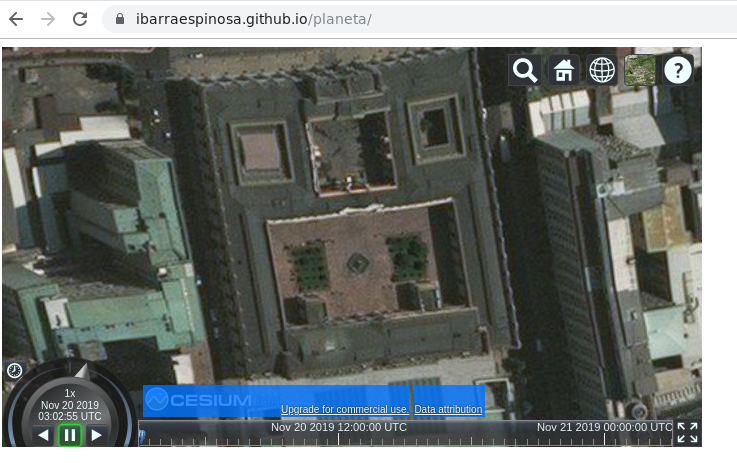 ibarraespinosa.github.io/planeta/
?
1x
Nov 20 2019
03:02:55 UTC
CESIUM
Upgrade for commercial use. Data attribution
Nov 20 2019 12:00:00 UTC
Nov 21 2019 00:00:00 UTC